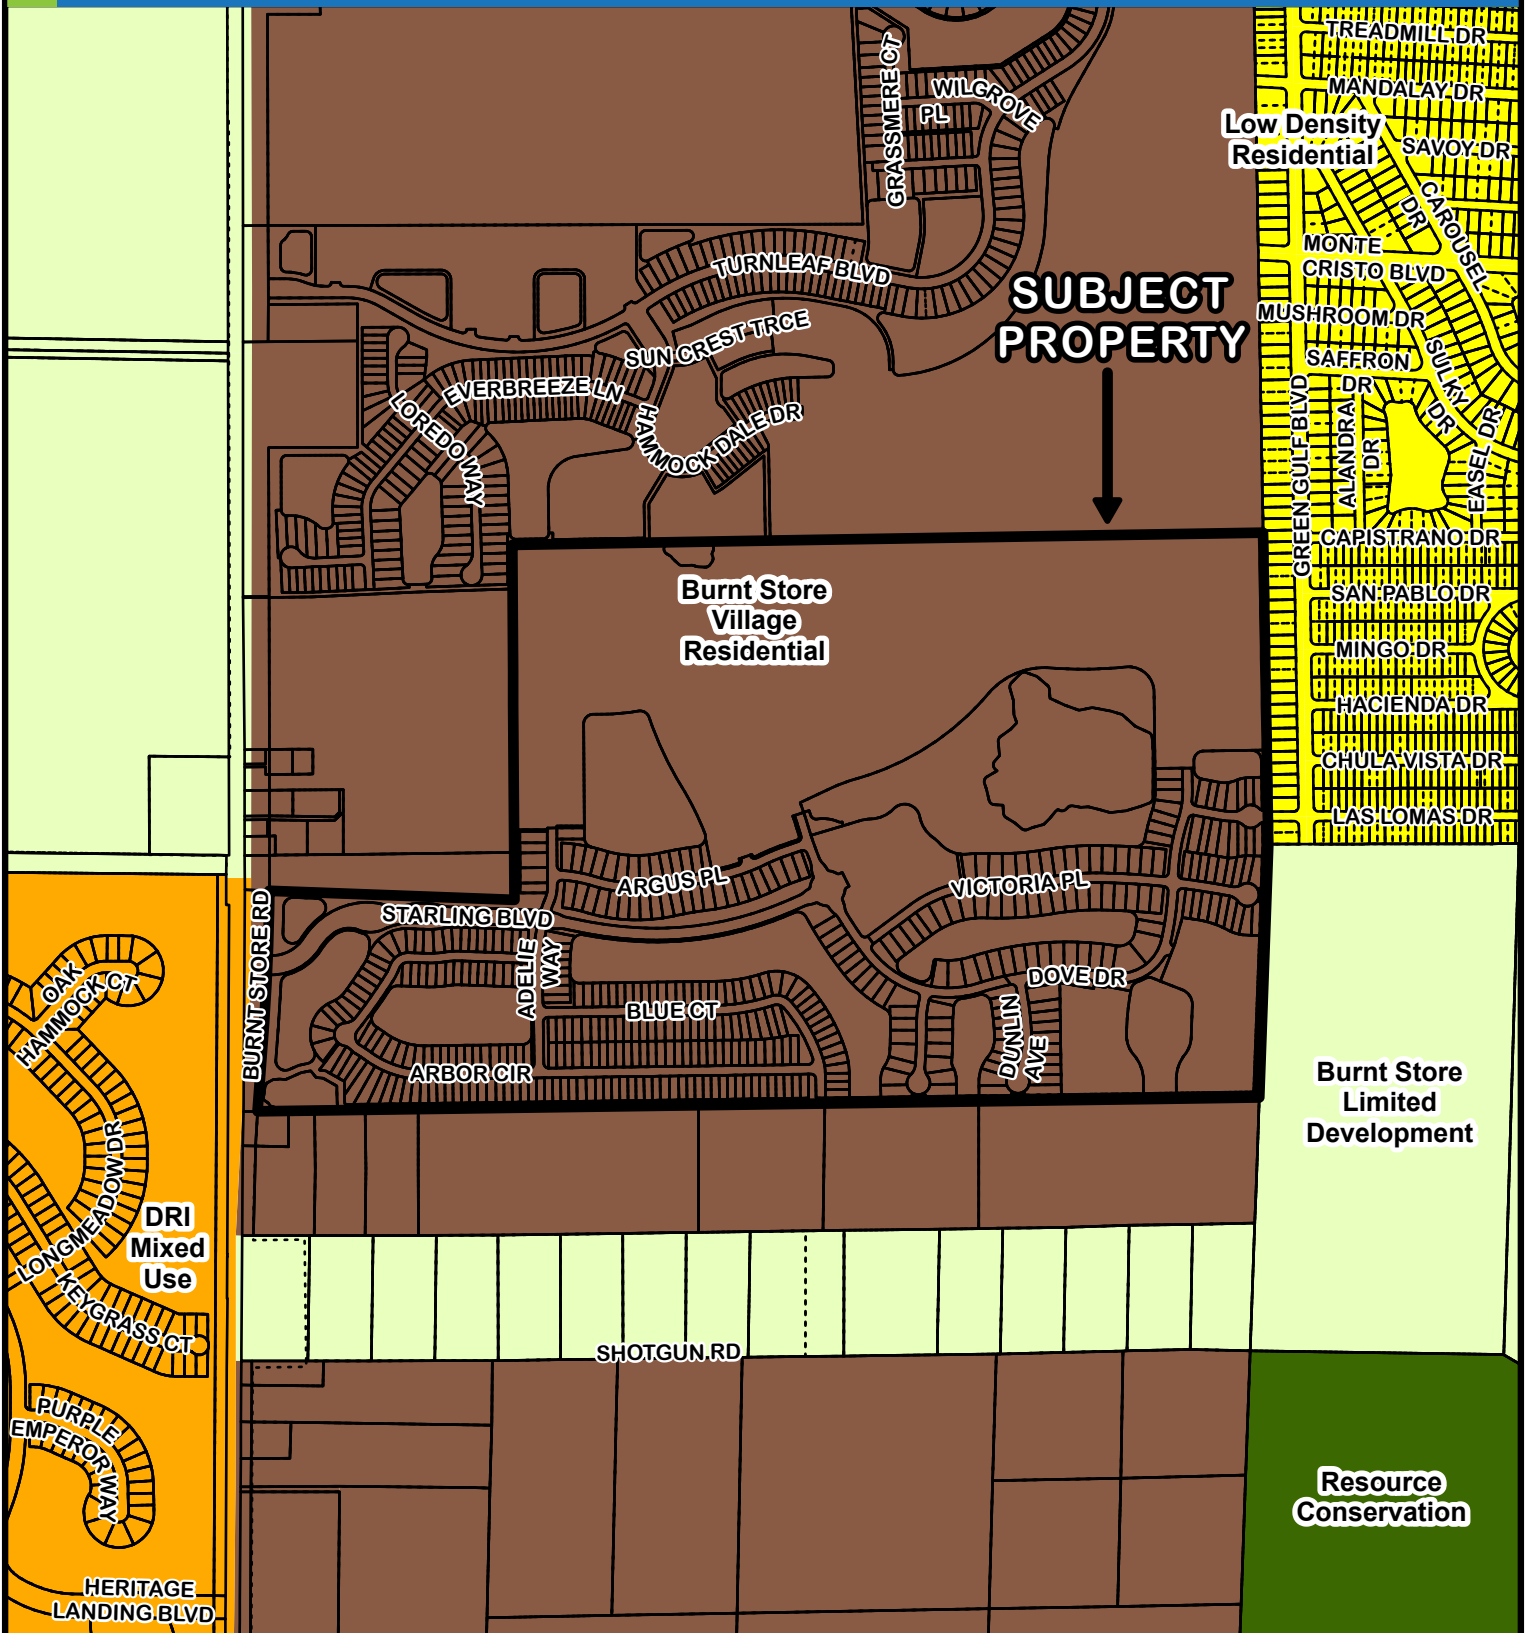 TREADMILL DR
MANDALAY DR
SAVOY DR
CAROUSEL
DR
Low Density
Residential
GRASSMERE CT
WILGROVE
PL
MONTE
CRISTO BLVD
MUSHROOM DR
SAFFRON
DR
SULKY
DR
EASEL DR
ALANDRA
DR
GREEN GULF BLVD
CAPISTRANO DR
SAN PABLO DR
MINGO DR
HACIENDA DR
CHULA VISTA DR
LAS LOMAS DR
TURNLEAF BLVD
SUN CREST TRCE
EVERBREEZE LN
LOREDO WAY
HAMMOCK DALE DR
SUBJECT
PROPERTY
Burnt Store
Village
Residential
ARGUS PL
VICTORIA PL
STARLING BLVD
ADELIE
WAY
BLUE CT
DOVE DR
DUNLIN
AVE
ARBOR CIR
BURNT STORE RD
OAK
HAMMOCK CT
LONGMEADOW DR
KEYGRASS CT
DRI
Mixed
Use
Burnt Store
Limited
Development
SHOTGUN RD
PURPLE
EMPEROR WAY
Resource
Conservation
HERITAGE
LANDING BLVD